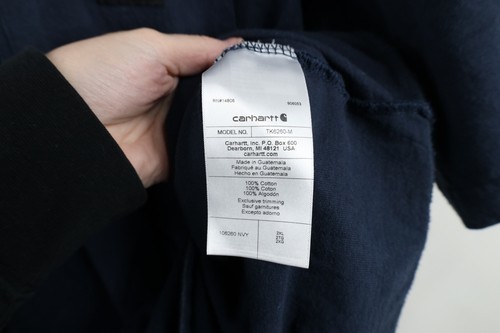 carhartt
MODEL NO. TK6260-M
Carhartt, Inc. P.O. Box 600
Dearborn, MI 48121 USA
carhartt.com
Made in Guatemala
Fabriqué au Guatemala
Hecho en Guatemala
100% Cotton
100% Cotton
100% Algodón
Exclusive trimming
Sauf garnitures
Excepto adorno
106260 NVY